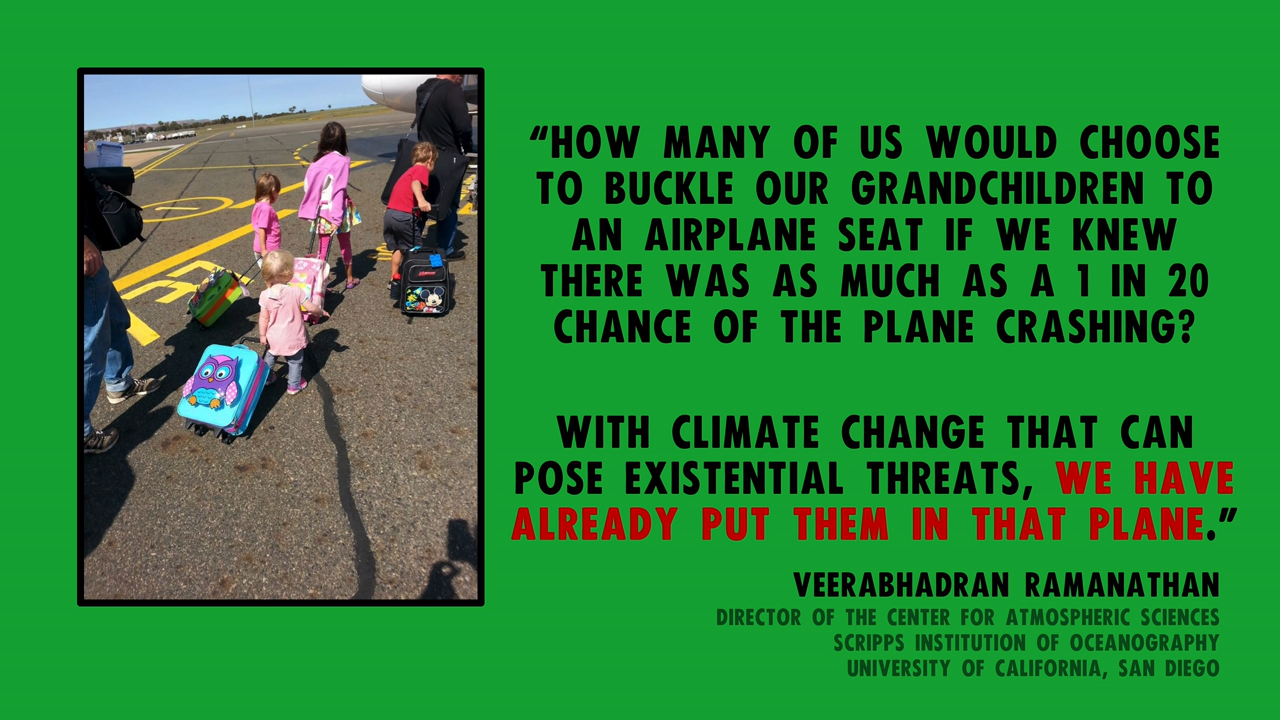 “HOW MANY OF US WOULD CHOOSE
TO BUCKLE OUR GRANDCHILDREN TO
AN AIRPLANE SEAT IF WE KNEW
THERE WAS AS MUCH AS A 1 IN 20
CHANCE OF THE PLANE CRASHING?
WITH CLIMATE CHANGE THAT CAN
POSE EXISTENTIAL THREATS, WE HAVE
ALREADY PUT THEM IN THAT PLANE.”
VEERABHADRAN RAMANATHAN
DIRECTOR OF THE CENTER FOR ATMOSPHERIC SCIENCES
SCRIPPS INSTITUTION OF OCEANOGRAPHY
UNIVERSITY OF CALIFORNIA, SAN DIEGO